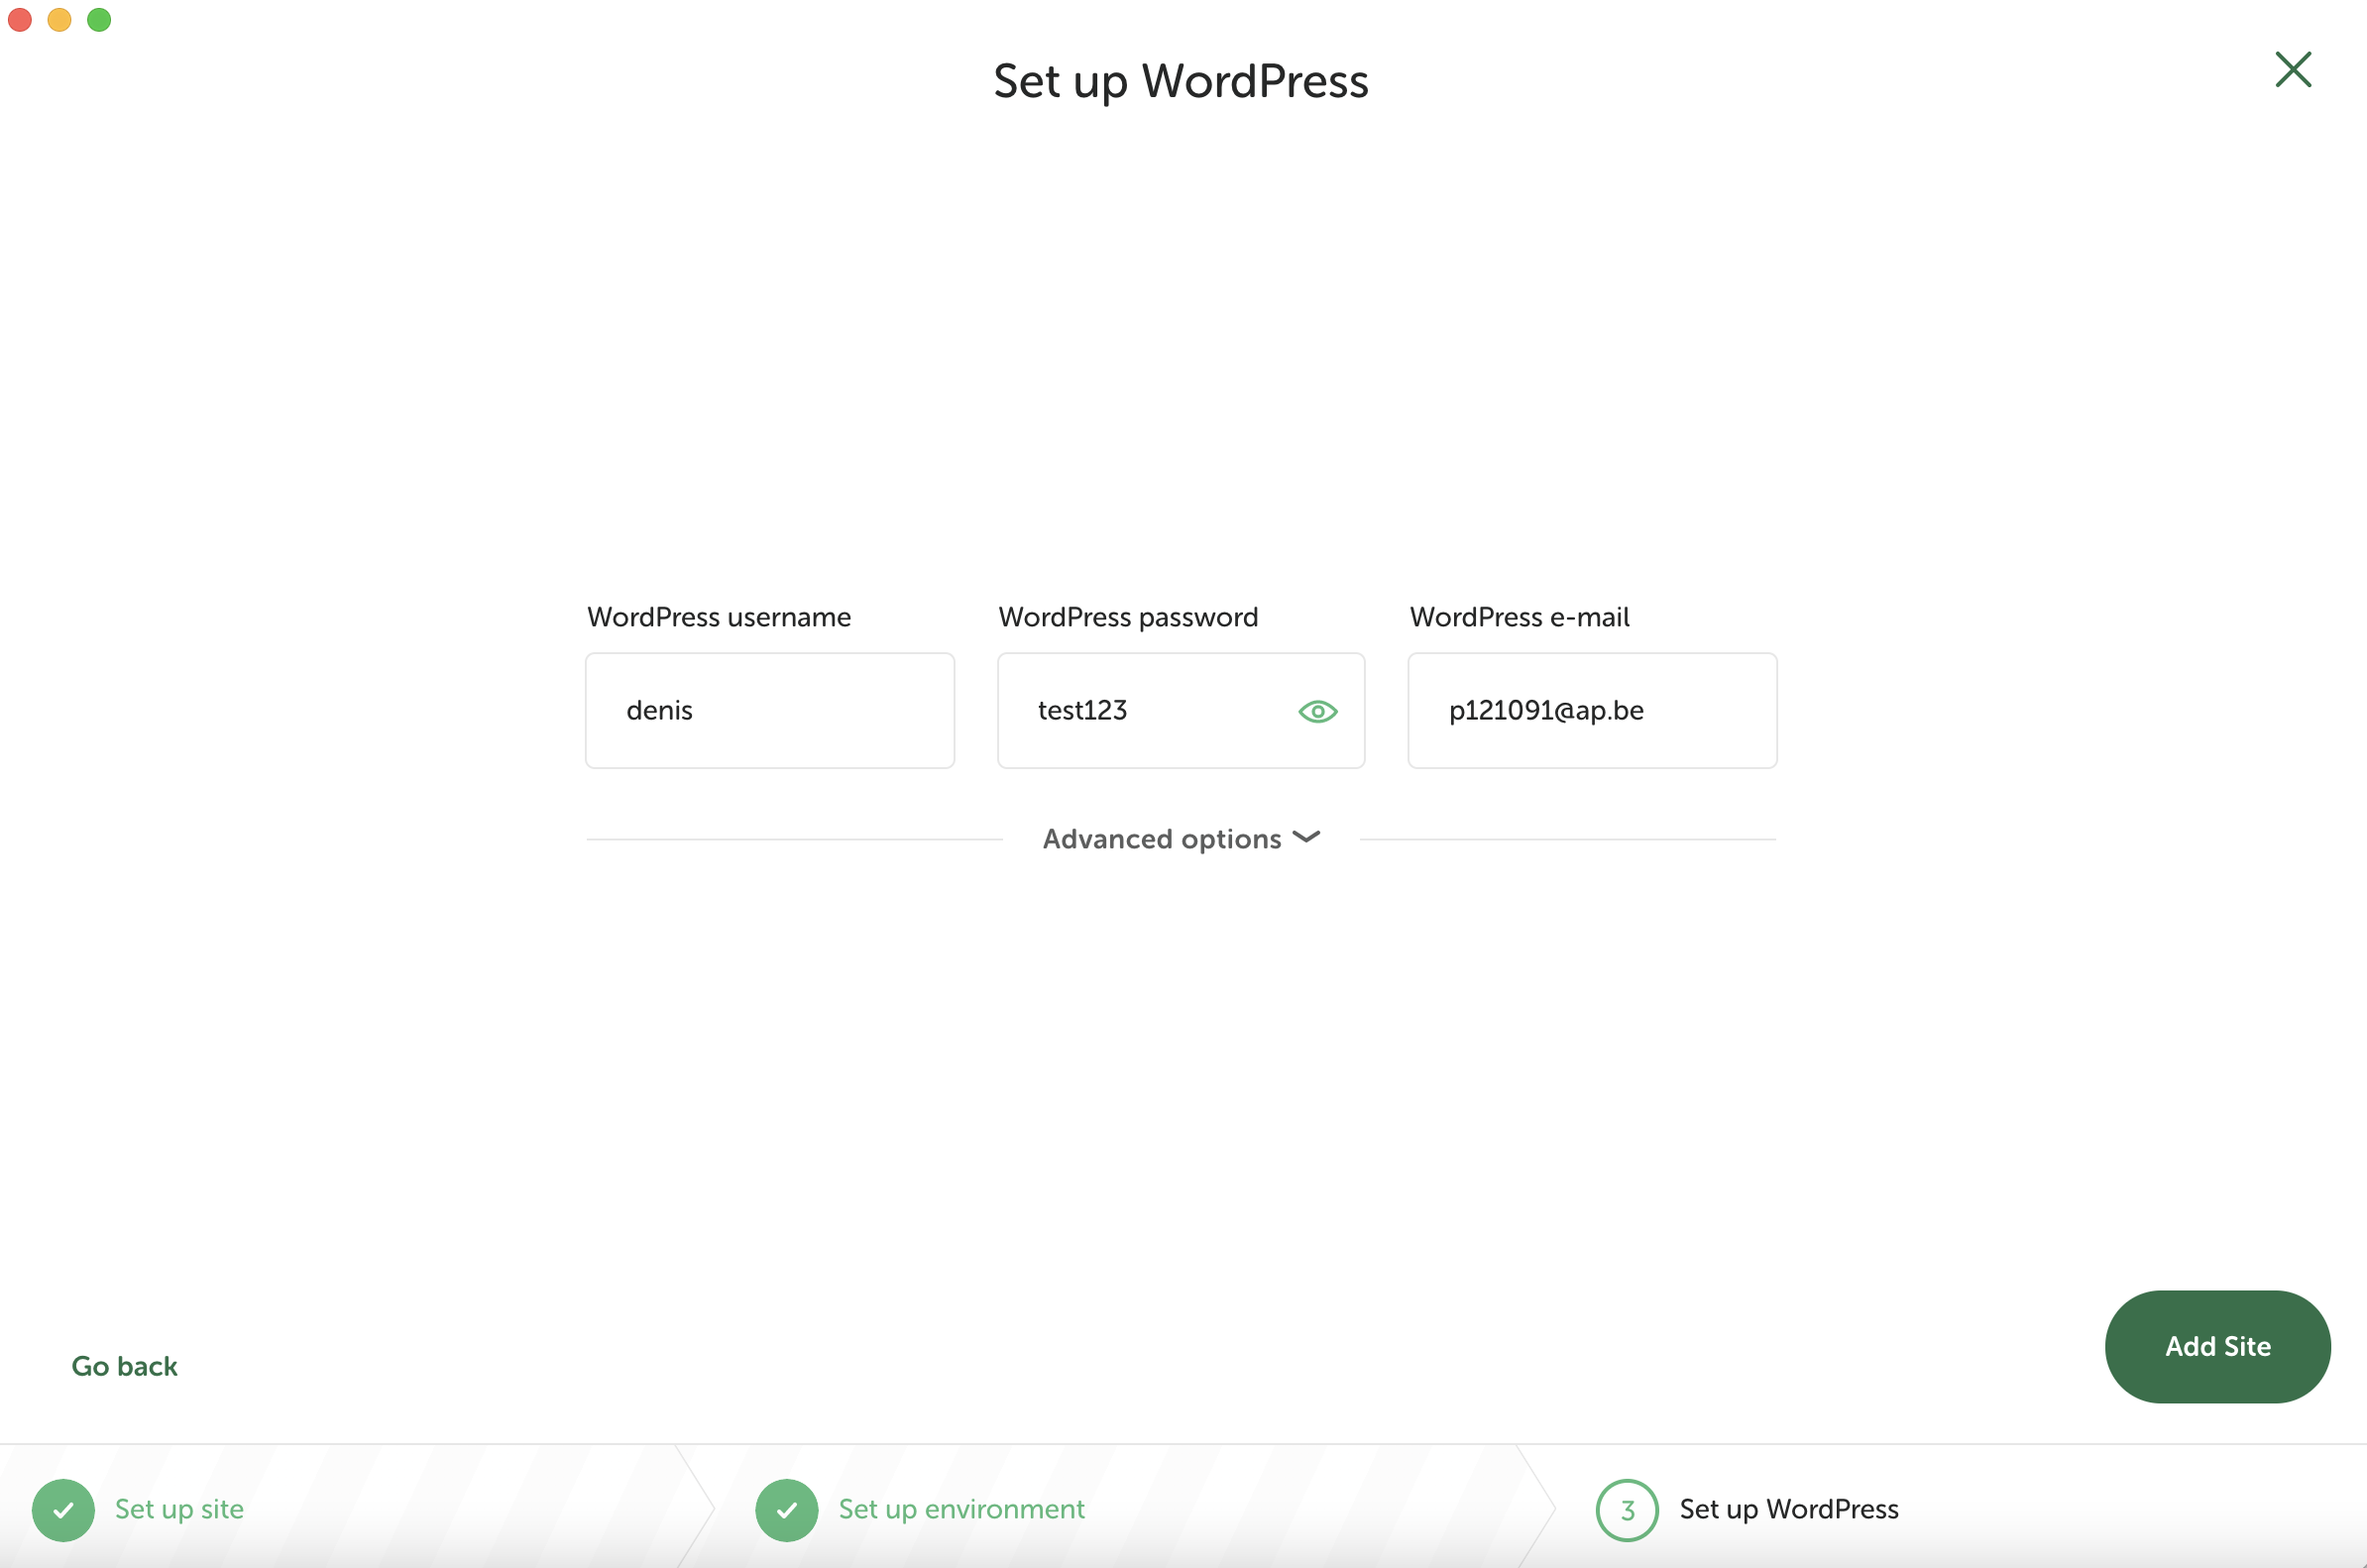 Set up WordPress
WordPress username
WordPress password
WordPress e-mail
denis
test123
p121091@ap.be
Advanced options
Go back
Add Site
Set up site
Set up environment
3
Set up WordPress